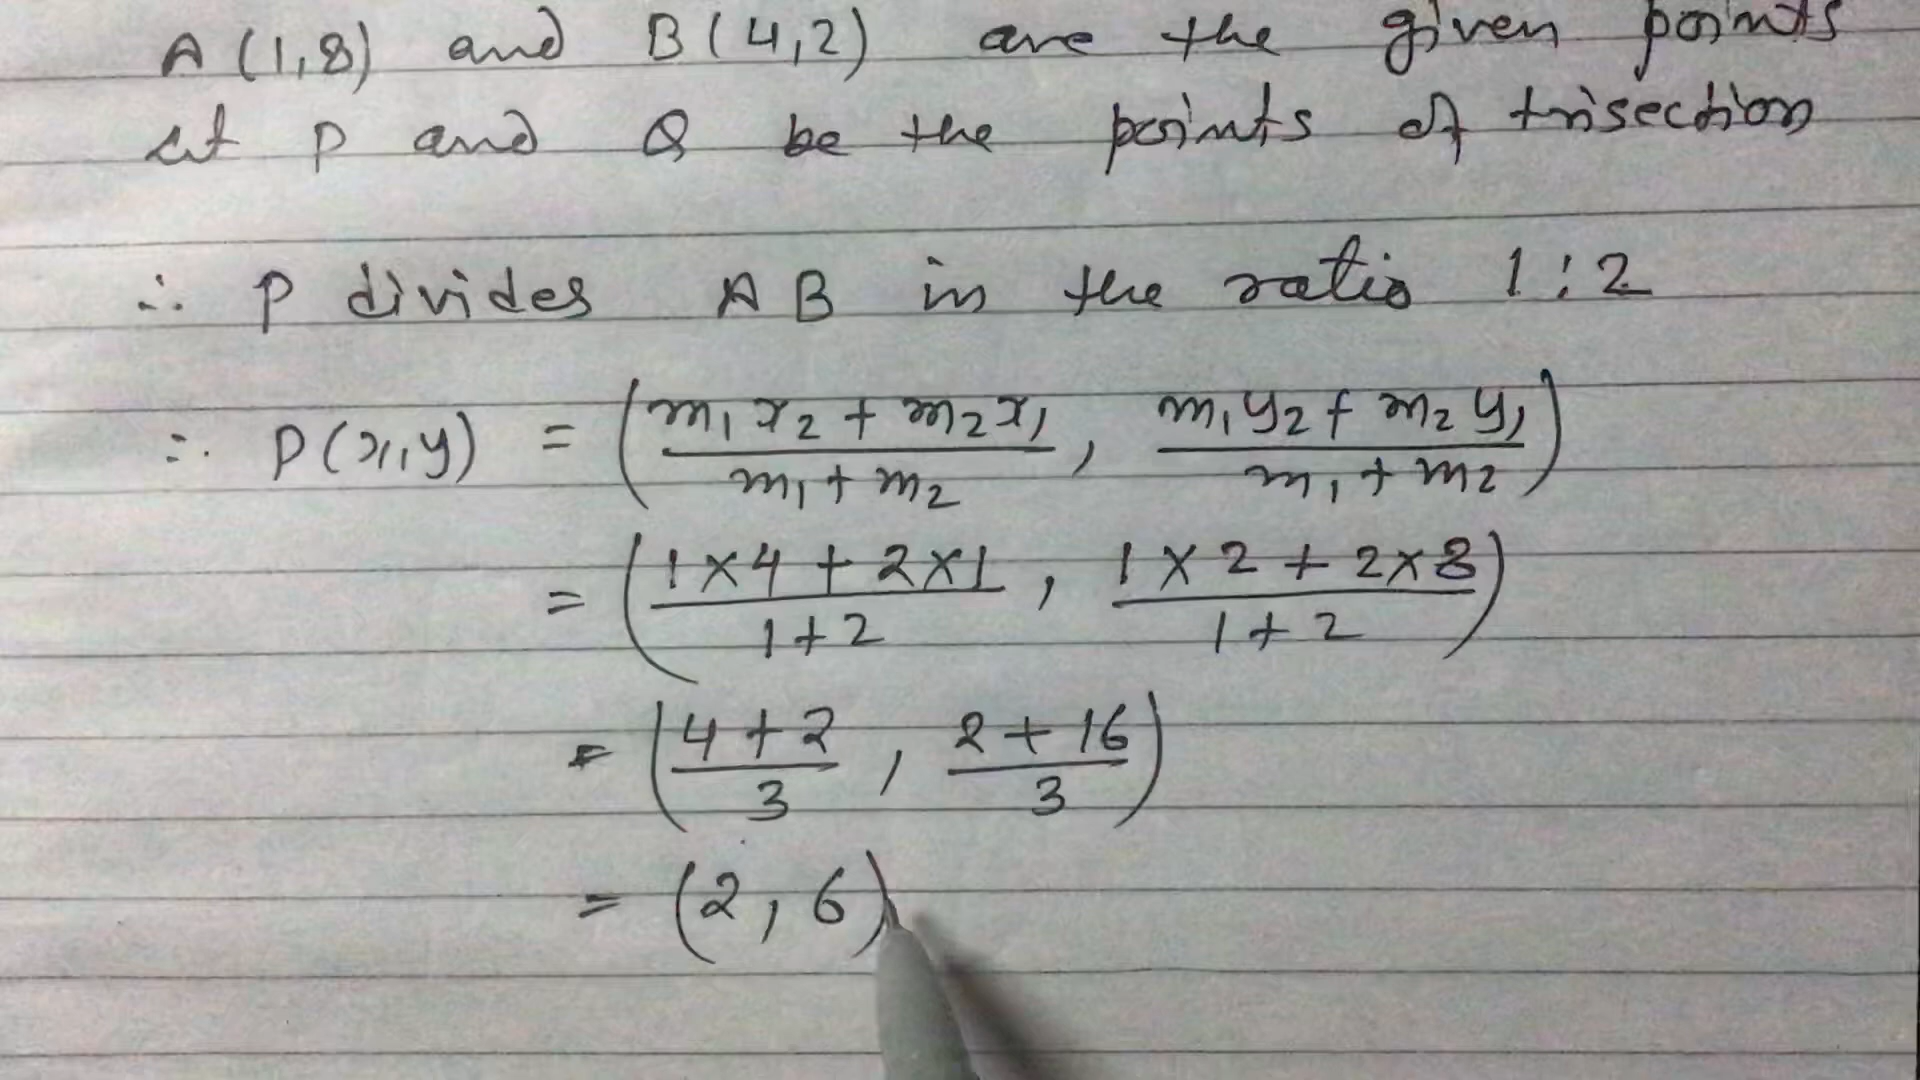 A (1,8) and B (4,2) are the given points
let P and Q be the points of trisection
∴ P divides AB in the ratio 1:2
∴ P(x,y) = ( (m₁x₂ + m₂x₁)/(m₁ + m₂) , (m₁y₂ + m₂y₁)/(m₁ + m₂) )
= ( (1×4 + 2×1)/(1+2) , (1×2 + 2×8)/(1+2) )
= ( (4+2)/3 , (2+16)/3 )
= (2, 6)